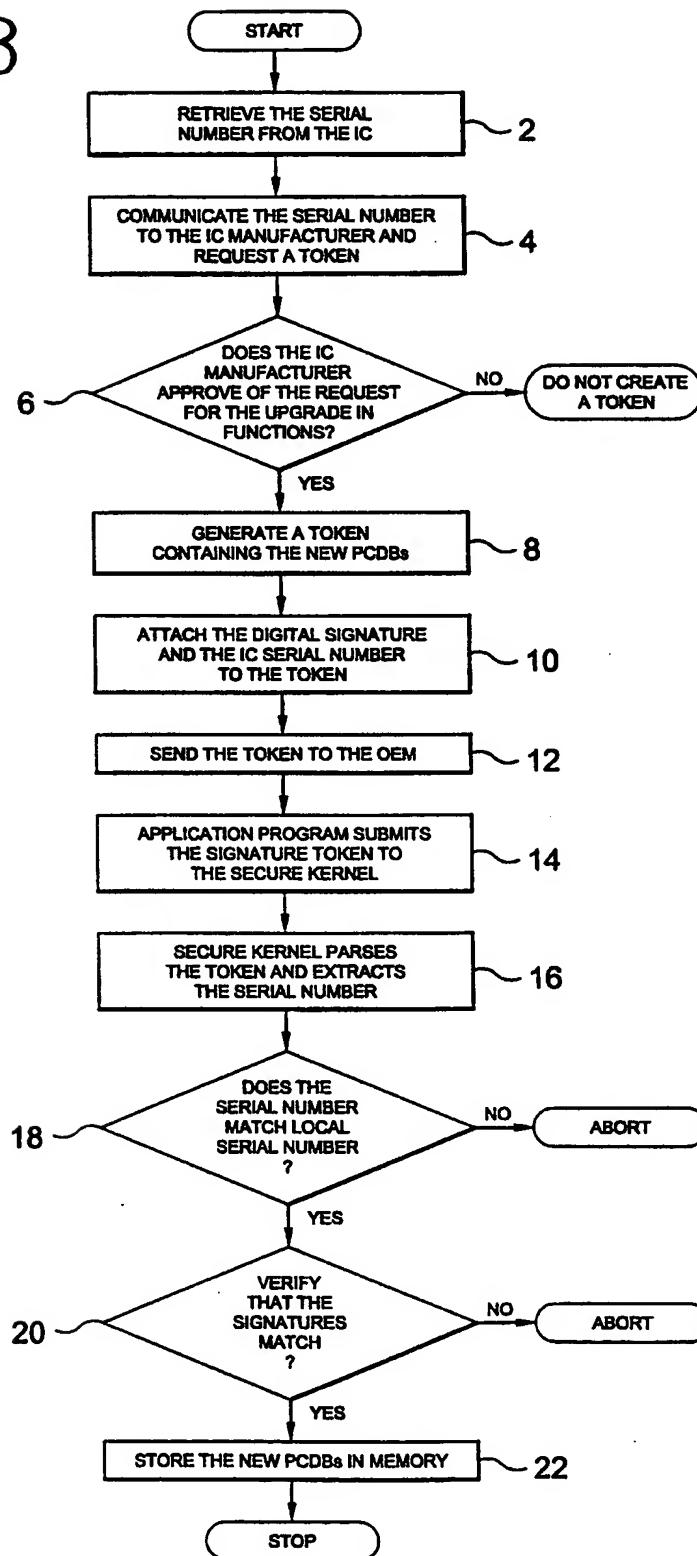 3
START
RETRIEVE THE SERIAL
NUMBER FROM THE IC
2
COMMUNICATE THE SERIAL NUMBER
TO THE IC MANUFACTURER AND
REQUEST A TOKEN
4
DOES THE IC
MANUFACTURER
APPROVE OF THE REQUEST
FOR THE UPGRADE IN
FUNCTIONS?
6
NO
DO NOT CREATE
A TOKEN
YES
GENERATE A TOKEN
CONTAINING THE NEW PCDBs
8
ATTACH THE DIGITAL SIGNATURE
AND THE IC SERIAL NUMBER
TO THE TOKEN
10
SEND THE TOKEN TO THE OEM
12
APPLICATION PROGRAM SUBMITS
THE SIGNATURE TOKEN TO
THE SECURE KERNEL
14
SECURE KERNEL PARSES
THE TOKEN AND EXTRACTS
THE SERIAL NUMBER
16
DOES THE
SERIAL NUMBER
MATCH LOCAL
SERIAL NUMBER
?
18
NO
ABORT
YES
VERIFY
THAT THE
SIGNATURES
MATCH
?
20
NO
ABORT
YES
STORE THE NEW PCDBs IN MEMORY
22
STOP